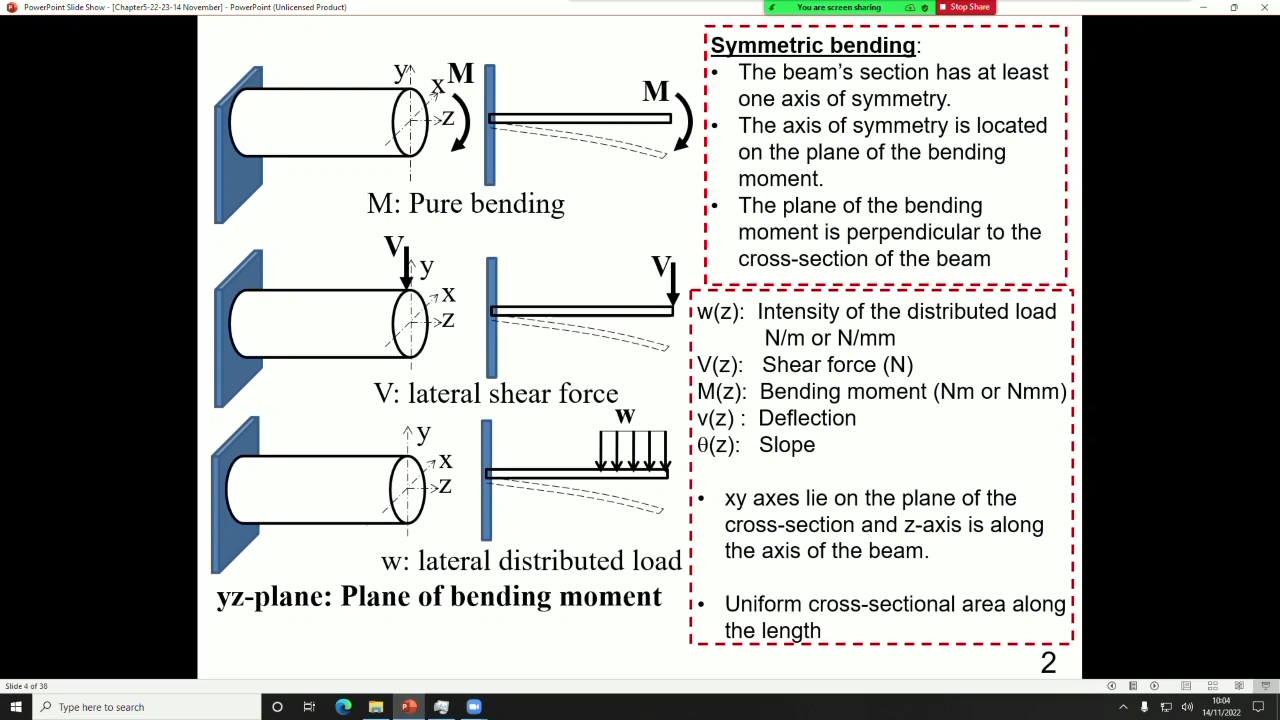 PowerPoint Slide Show - [Chapter5-22-23-14 November] - PowerPoint (Unlicensed Product)
You are screen sharing
Stop Share
y
x
M
z
M
M: Pure bending
V
y
x
z
V
V: lateral shear force
w
y
x
z
w: lateral distributed load
yz-plane: Plane of bending moment
Symmetric bending:
• The beam's section has at least
one axis of symmetry.
• The axis of symmetry is located
on the plane of the bending
moment.
• The plane of the bending
moment is perpendicular to the
cross-section of the beam
w(z): Intensity of the distributed load
N/m or N/mm
V(z): Shear force (N)
M(z): Bending moment (Nm or Nmm)
v(z) : Deflection
θ(z): Slope
• xy axes lie on the plane of the
cross-section and z-axis is along
the axis of the beam.
• Uniform cross-sectional area along
the length
2
Slide 4 of 38
Type here to search
10:04
14/11/2022